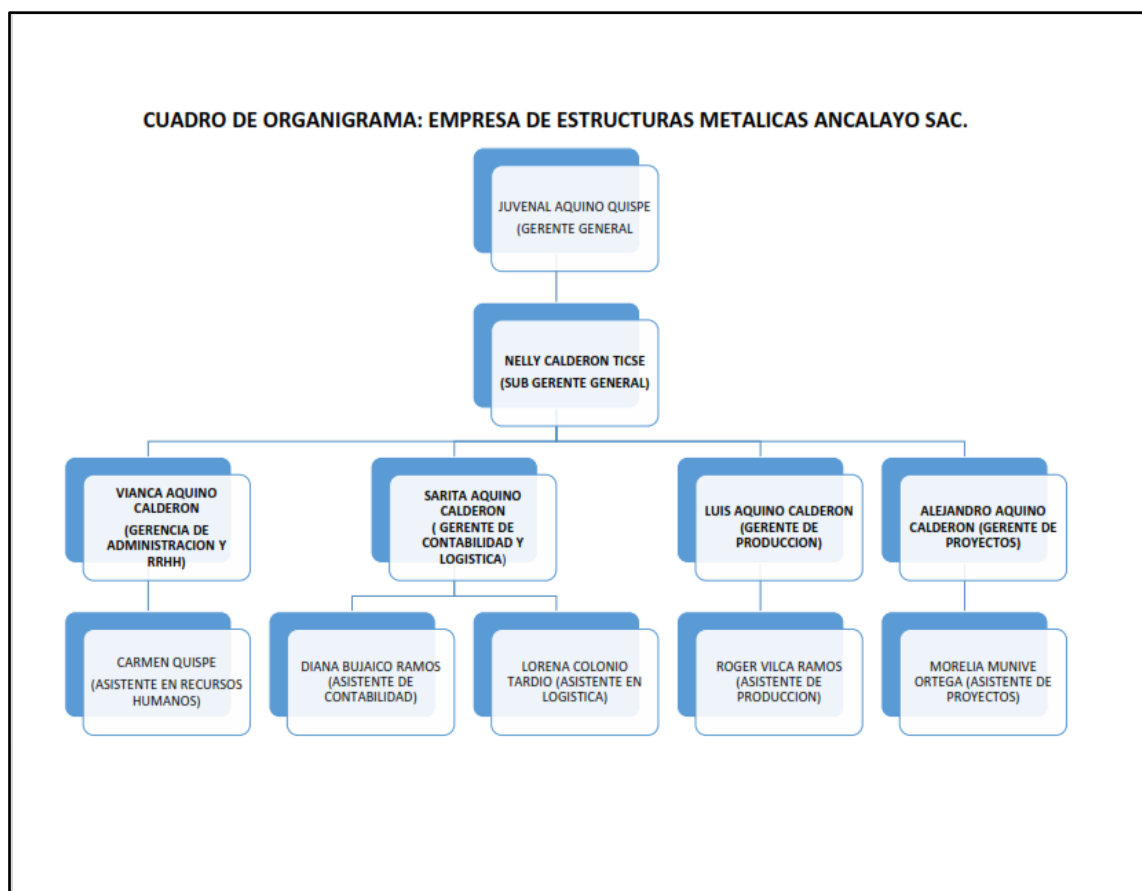 CUADRO DE ORGANIGRAMA: EMPRESA DE ESTRUCTURAS METALICAS ANCALAYO SAC.
JUVENAL AQUINO QUISPE
(GERENTE GENERAL
NELLY CALDERON TICSE
(SUB GERENTE GENERAL)
VIANCA AQUINO
CALDERON
(GERENCIA DE
ADMINISTRACION Y
RRHH)
SARITA AQUINO
CALDERON
( GERENTE DE
CONTABILIDAD Y
LOGISTICA)
LUIS AQUINO CALDERON
(GERENTE DE
PRODUCCION)
ALEJANDRO AQUINO
CALDERON (GERENTE DE
PROYECTOS)
CARMEN QUISPE
(ASISTENTE EN RECURSOS
HUMANOS)
DIANA BUJAICO RAMOS
(ASISTENTE DE
CONTABILIDAD)
LORENA COLONIO
TARDIO (ASISTENTE EN
LOGISTICA)
ROGER VILCA RAMOS
(ASISTENTE DE
PRODUCCION)
MORELIA MUNIVE
ORTEGA (ASISTENTE DE
PROYECTOS)